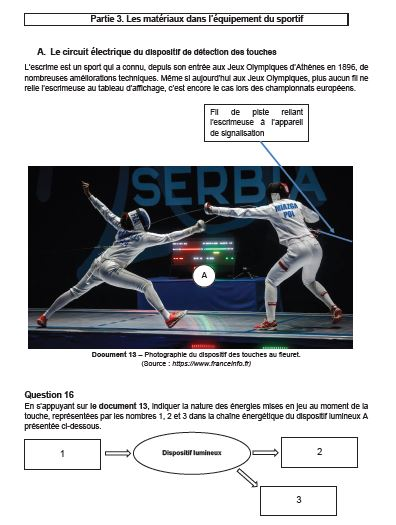 Partie 3. Les matériaux dans l'équipement du sportif
A. Le circuit électrique du dispositif de détection des touches
L'escrime est un sport qui a connu, depuis son entrée aux Jeux Olympiques d'Athènes en 1896, de
nombreuses améliorations techniques. Même si aujourd'hui aux Jeux Olympiques, plus aucun fil ne
relie l'escrimeuse au tableau d'affichage, c'est encore le cas lors des championnats européens.
Fil de piste reliant
l'escrimeuse à l'appareil
de signalisation
SERBIA
MIAZGA
POL
A
Document 13 – Photographie du dispositif des touches au fleuret.
(Source : https://www.franceinfo.fr)
Question 16
En s'appuyant sur le document 13, indiquer la nature des énergies mises en jeu au moment de la
touche, représentées par les nombres 1, 2 et 3 dans la chaîne énergétique du dispositif lumineux A
présentée ci-dessous.
1
Dispositif lumineux
2
3